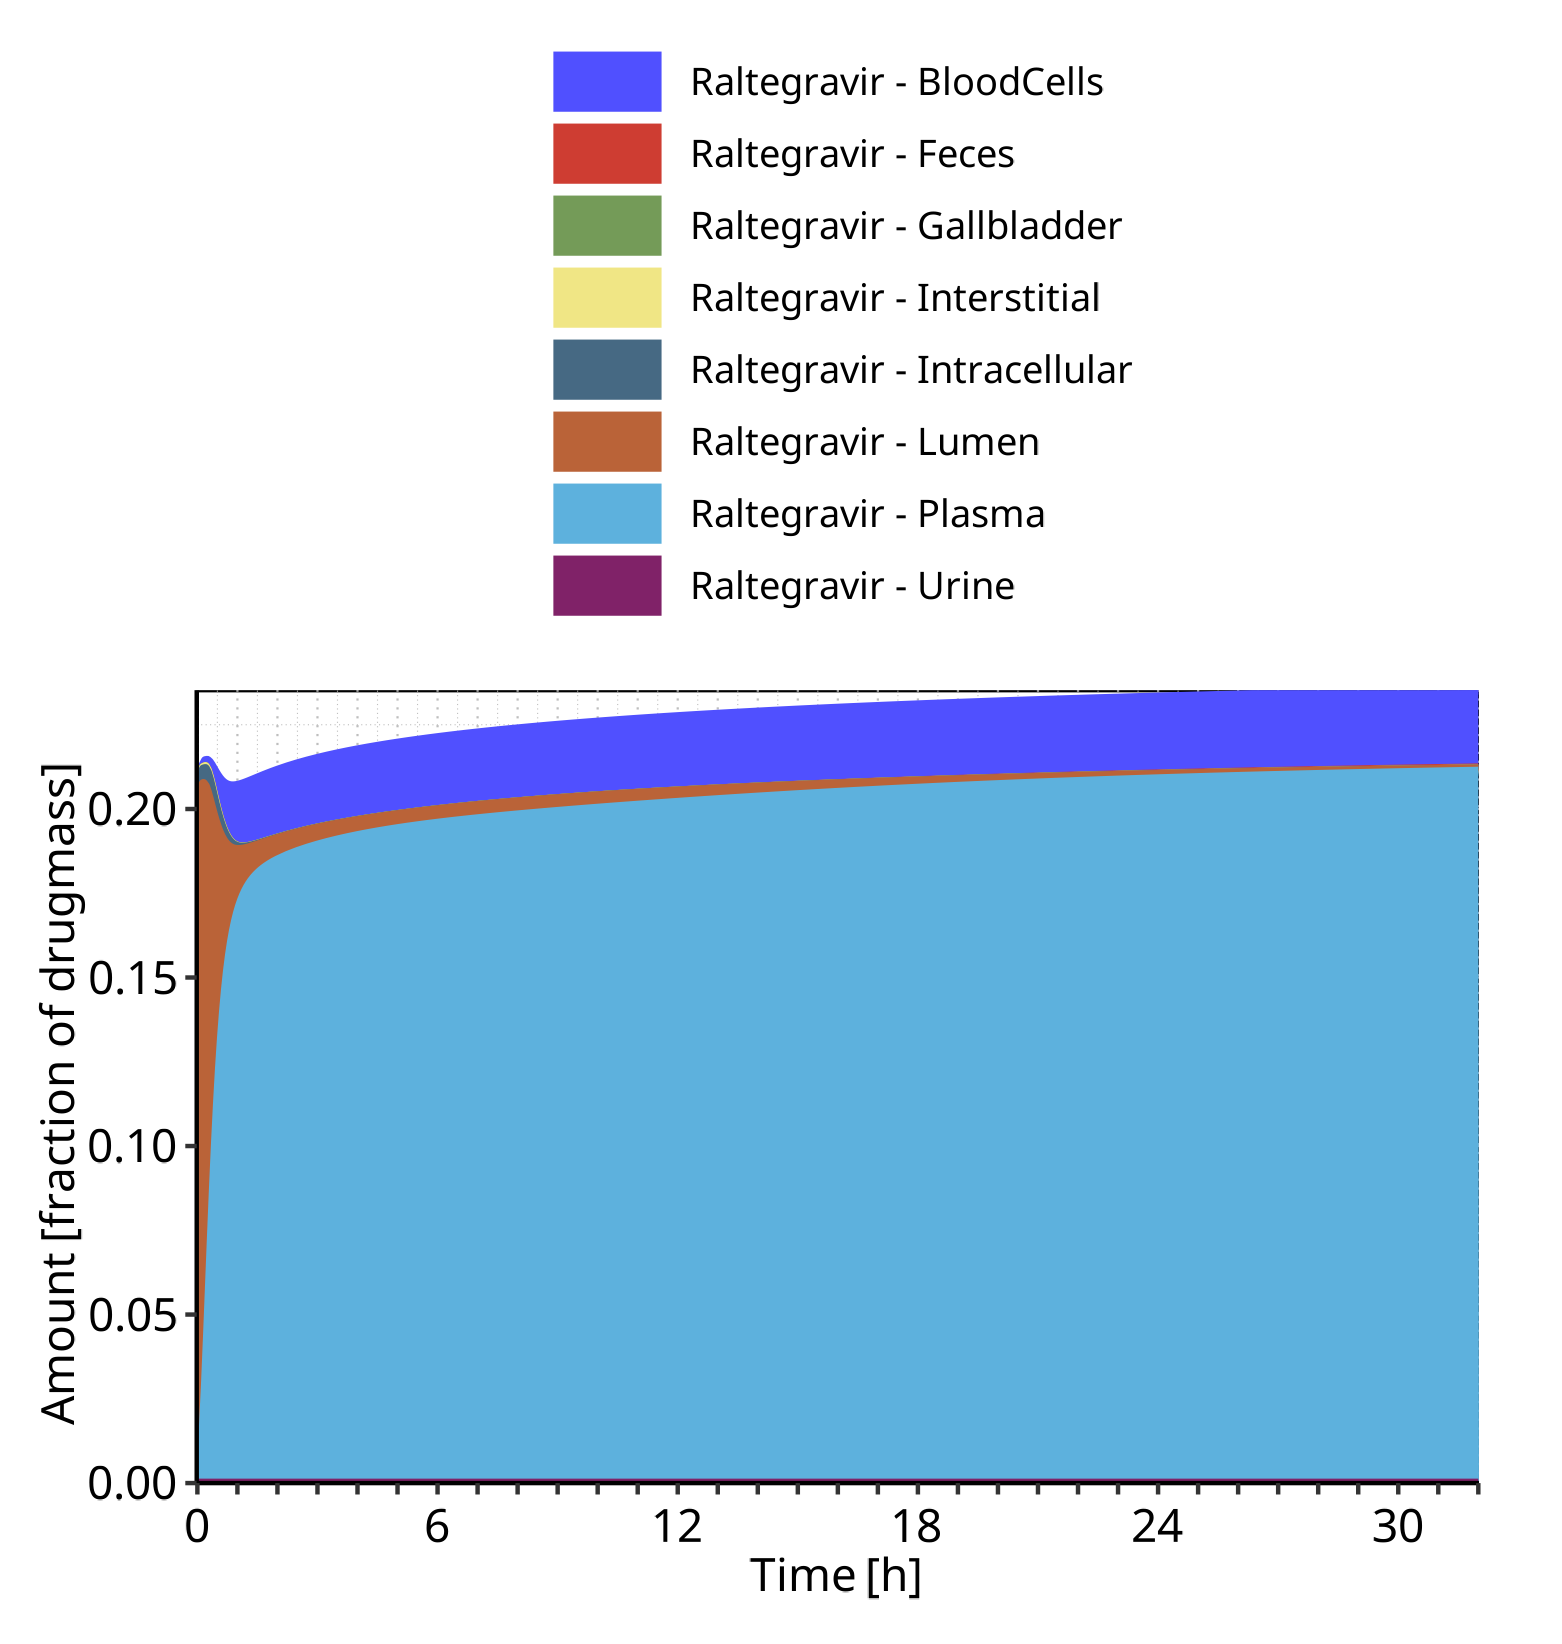 Raltegravir - BloodCells
Raltegravir - Feces
Raltegravir - Gallbladder
Raltegravir - Interstitial
Raltegravir - Intracellular
Raltegravir - Lumen
Raltegravir - Plasma
Raltegravir - Urine
Amount [fraction of drugmass]
0.20
0.15
0.10
0.05
0.00
0 6 12 18 24 30
Time [h]